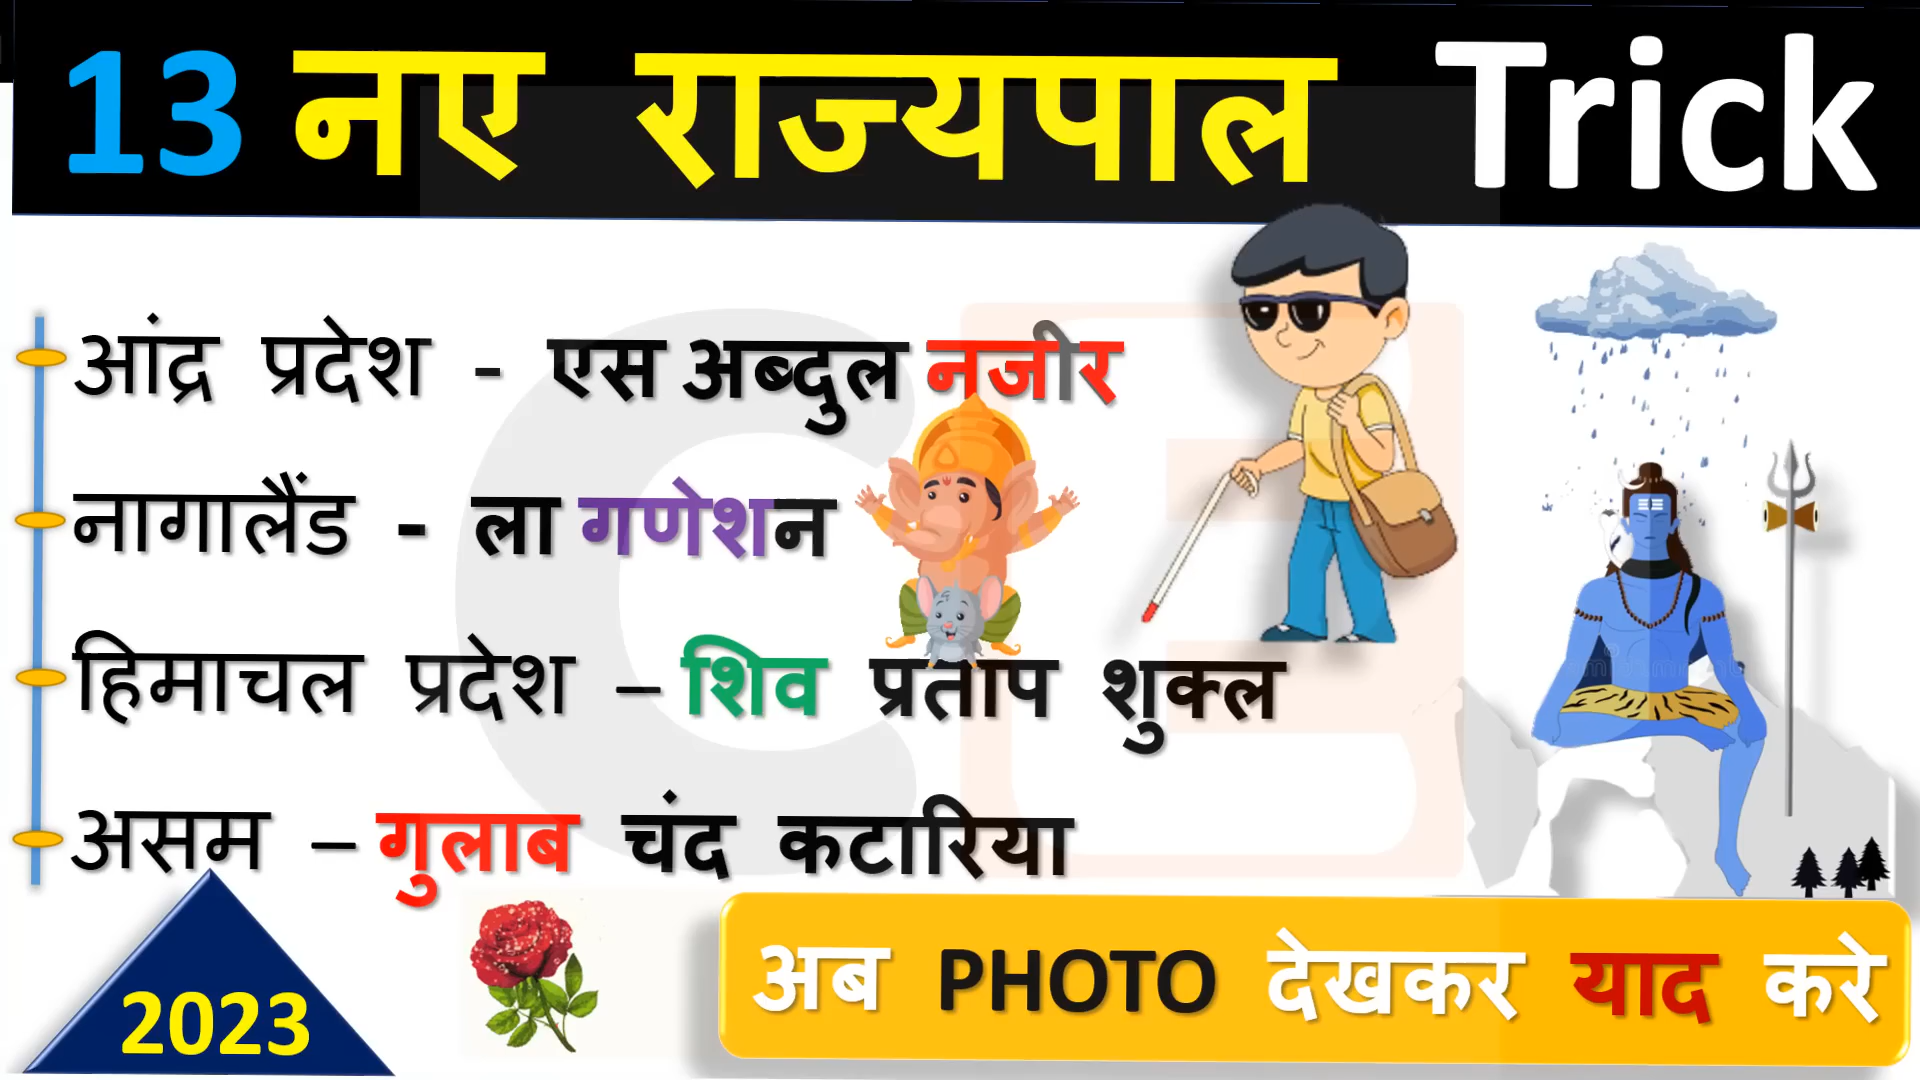 13 नए राज्यपाल Trick
आंद्र प्रदेश - एस अब्दुल नजीर
नागालैंड - ला गणेशन
हिमाचल प्रदेश – शिव प्रताप शुक्ल
असम – गुलाब चंद कटारिया
2023
अब PHOTO देखकर याद करे